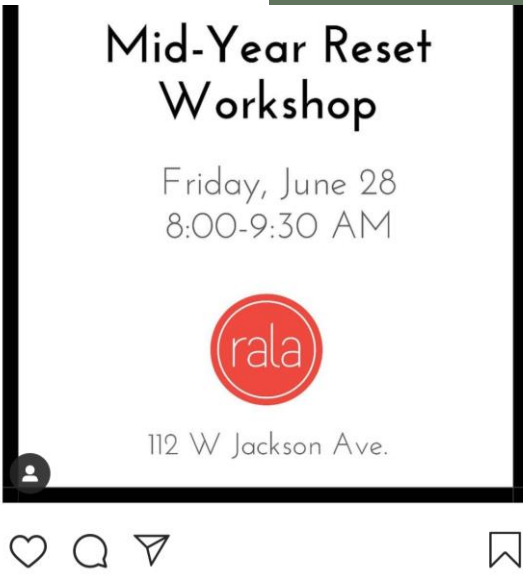 Mid-Year Reset
Workshop
Friday, June 28
8:00-9:30 AM
rala
112 W Jackson Ave.